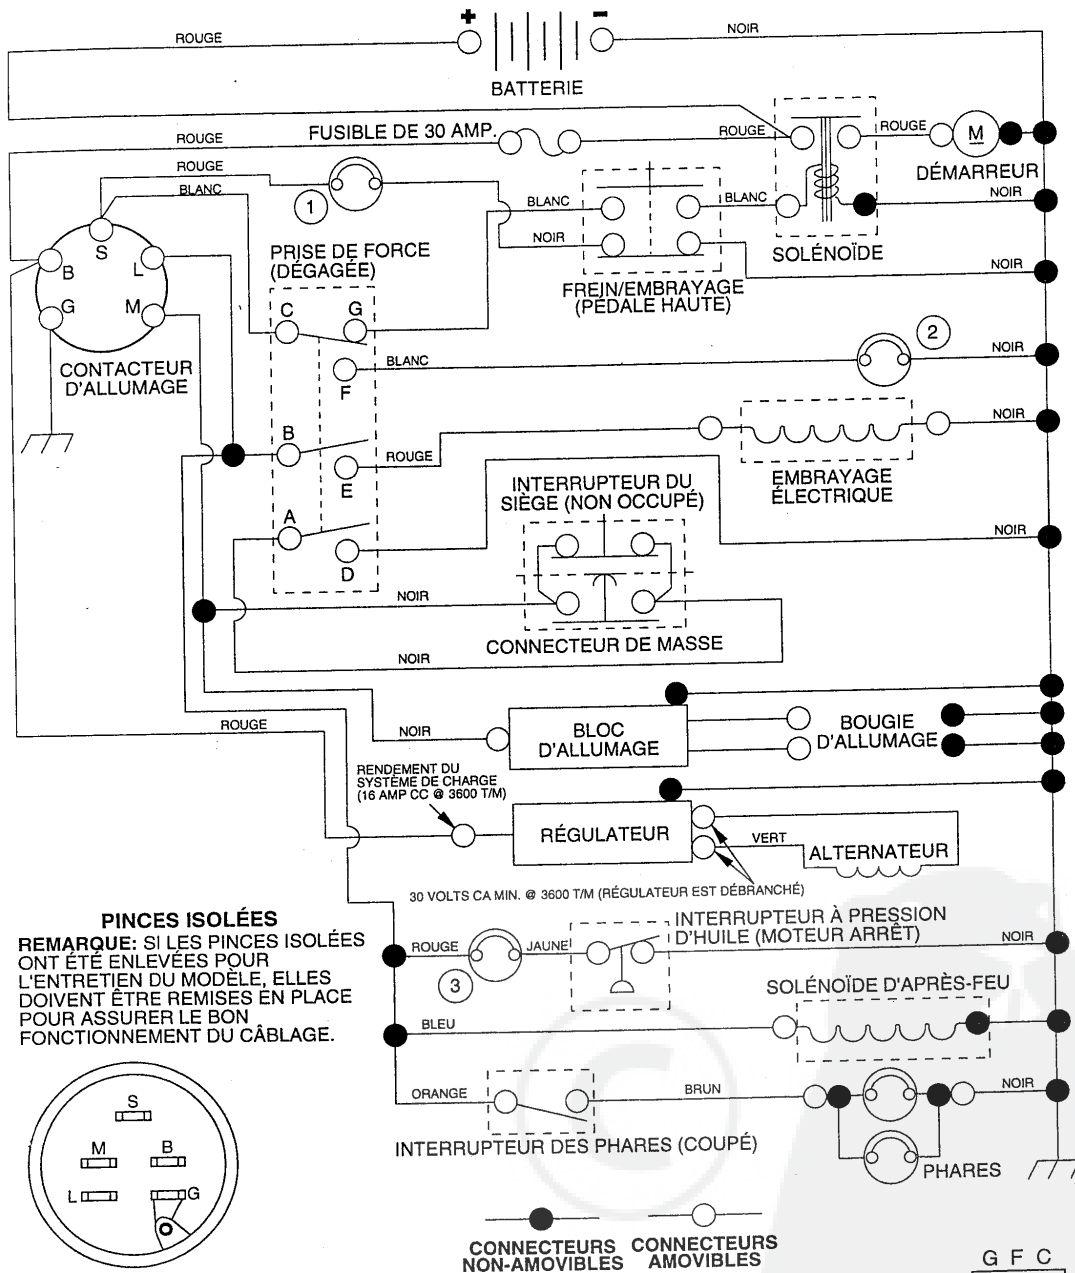 + -
ROUGE
NOIR
BATTERIE
ROUGE
FUSIBLE DE 30 AMP.
ROUGE
ROUGE
M
DÉMARREUR
ROUGE
1
BLANC
BLANC
BLANC
NOIR
NOIR
SOLÉNOÏDE
S
B
L
G
M
CONTACTEUR
D'ALLUMAGE
PRISE DE FORCE
(DÉGAGÉE)
FREIN/EMBRAYAGE
(PÉDALE HAUTE)
NOIR
C
G
F
BLANC
2
NOIR
B
E
ROUGE
NOIR
EMBRAYAGE
ÉLECTRIQUE
INTERRUPTEUR DU
SIÈGE (NON OCCUPÉ)
A
D
NOIR
NOIR
CONNECTEUR DE MASSE
NOIR
ROUGE
NOIR
BLOC
D'ALLUMAGE
BOUGIE
D'ALLUMAGE
RENDEMENT DU
SYSTÈME DE CHARGE
(16 AMP CC @ 3600 T/M)
RÉGULATEUR
VERT
ALTERNATEUR
30 VOLTS CA MIN. @ 3600 T/M (RÉGULATEUR EST DÉBRANCHÉ)
PINCES ISOLÉES
REMARQUE: SI LES PINCES ISOLÉES
ONT ÉTÉ ENLEVÉES POUR
L'ENTRETIEN DU MODÈLE, ELLES
DOIVENT ÊTRE REMISES EN PLACE
POUR ASSURER LE BON
FONCTIONNEMENT DU CÂBLAGE.
ROUGE
3
JAUNE
INTERRUPTEUR À PRESSION
D'HUILE (MOTEUR ARRÊT)
NOIR
SOLÉNOÏDE D'APRÈS-FEU
BLEU
ORANGE
BRUN
NOIR
INTERRUPTEUR DES PHARES (COUPÉ)
PHARES
S
M
B
L
G
CONNECTEURS
NON-AMOVIBLES
CONNECTEURS
AMOVIBLES
G F C
©